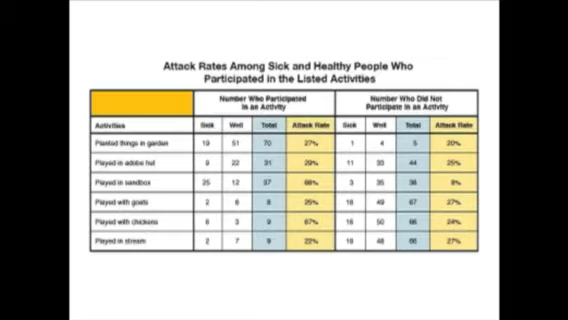 Attack Rates Among Sick and Healthy People Who
Participated in the Listed Activities
Number Who Participated Number Who Did Not
in an Activity Participate in an Activity
Activities Sick Well Total Attack Rate Sick Well Total Attack Rate
Planted things in garden 19 51 70 27% 1 4 5 20%
Played in adobe hut 9 22 31 29% 11 33 44 25%
Played in sandbox 25 12 37 68% 3 35 38 8%
Played with goats 2 6 8 25% 18 49 67 27%
Played with chickens 6 3 9 67% 16 50 66 24%
Played in stream 2 7 9 22% 18 48 66 27%